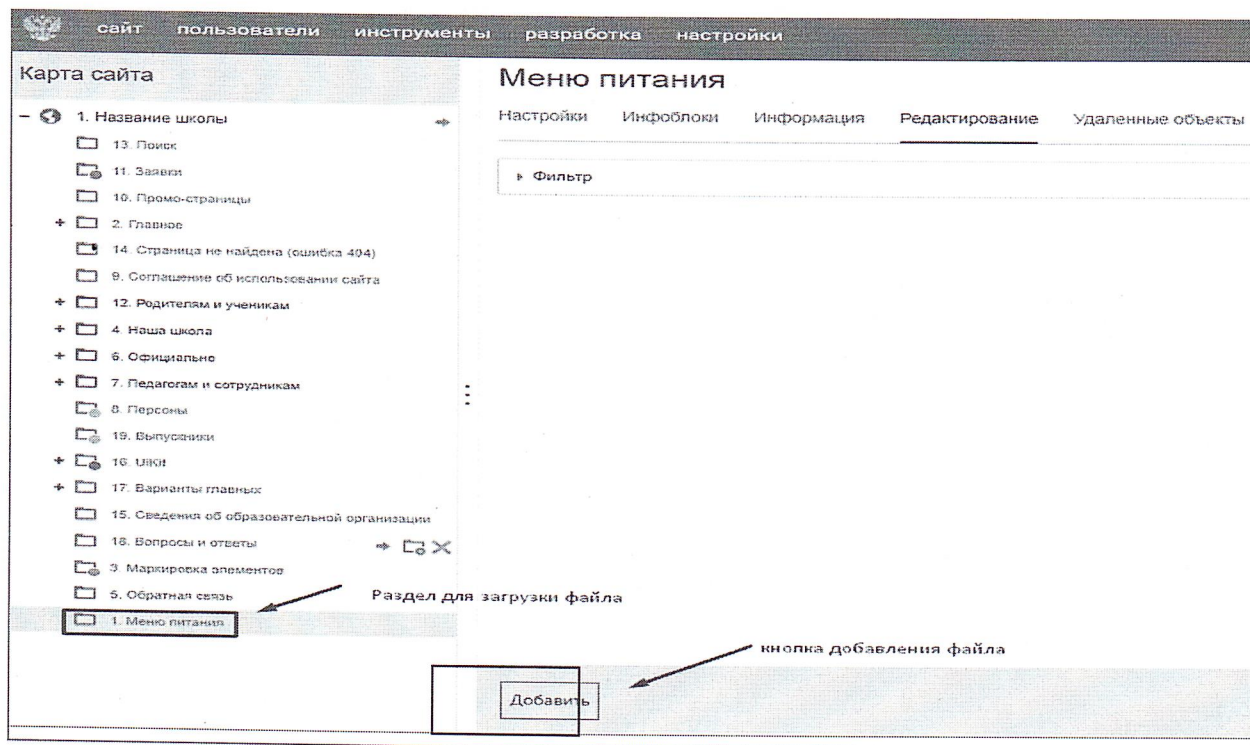 сайт пользователи инструменты разработка настройки
Карта сайта
1. Название школы
13. Поиск
11. Заявки
10. Промо-страницы
2. Главное
14. Страница не найдена (ошибка 404)
9. Соглашение об использовании сайта
12. Родителям и ученикам
4. Наша школа
6. Официально
7. Педагогам и сотрудникам
8. Персоны
19. Выпускники
16. UIKit
17. Варианты главных
15. Сведения об образовательной организации
18. Вопросы и ответы
3. Маркировка элементов
5. Обратная связь
1. Меню питания
Раздел для загрузки файла
Меню питания
Настройки Инфоблоки Информация Редактирование Удаленные объекты
Фильтр
кнопка добавления файла
Добавить